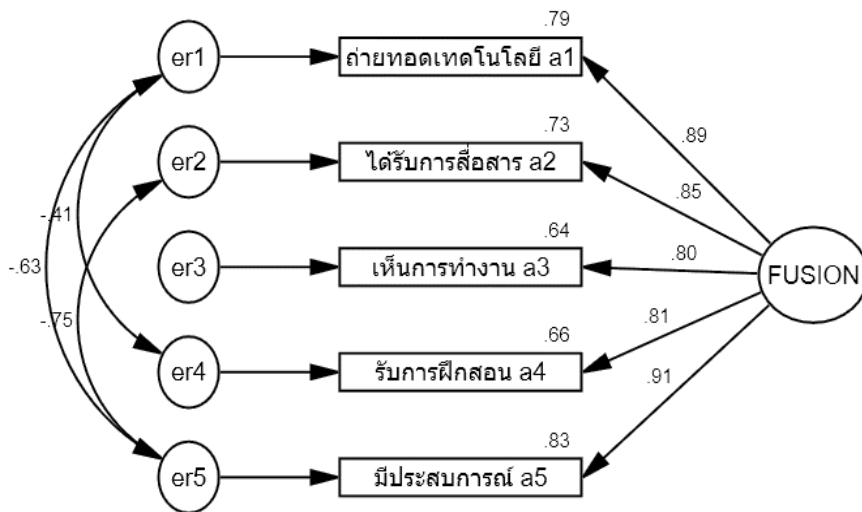 .79
er1
ถ่ายทอดเทดโนโลยี a1
.89
.73
er2
ได้รับการสื่อสาร a2
.85
-.41
.64
er3
เห็นการทำงาน a3
.80
FUSION
-.63
-.75
.66
er4
รับการฝึกสอน a4
.81
.91
.83
er5
มีประสบการณ์ a5